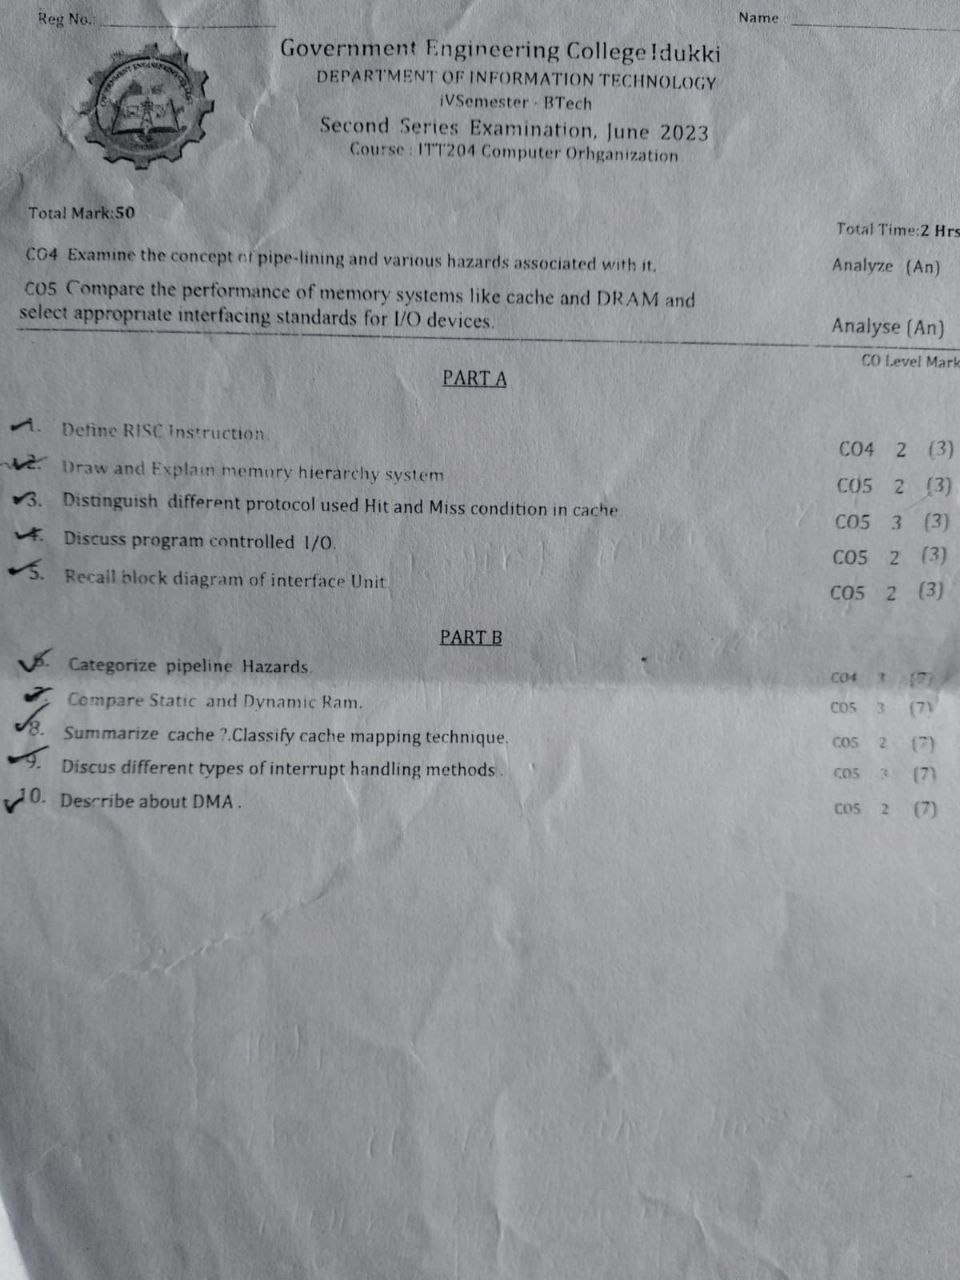 Reg No.:
Name :
Government Engineering College Idukki
DEPARTMENT OF INFORMATION TECHNOLOGY
iVSemester - BTech
Second Series Examination, June 2023
Course : ITT204 Computer Orhganization
Total Mark:50
Total Time:2 Hrs
CO4 Examine the concept of pipe-lining and various hazards associated with it.
Analyze (An)
CO5 Compare the performance of memory systems like cache and DRAM and
select appropriate interfacing standards for I/O devices.
Analyse (An)
CO Level Mark
PART A
1. Define RISC Instruction.
CO4 2 (3)
2. Draw and Explain memory hierarchy system
CO5 2 (3)
3. Distinguish different protocol used Hit and Miss condition in cache
CO5 3 (3)
4. Discuss program controlled I/O.
CO5 2 (3)
5. Recall block diagram of interface Unit
CO5 2 (3)
PART B
6. Categorize pipeline Hazards.
CO4 3 (7)
7. Compare Static and Dynamic Ram.
CO5 3 (7)
8. Summarize cache ?.Classify cache mapping technique.
CO5 2 (7)
9. Discus different types of interrupt handling methods .
CO5 3 (7)
10. Describe about DMA .
CO5 2 (7)